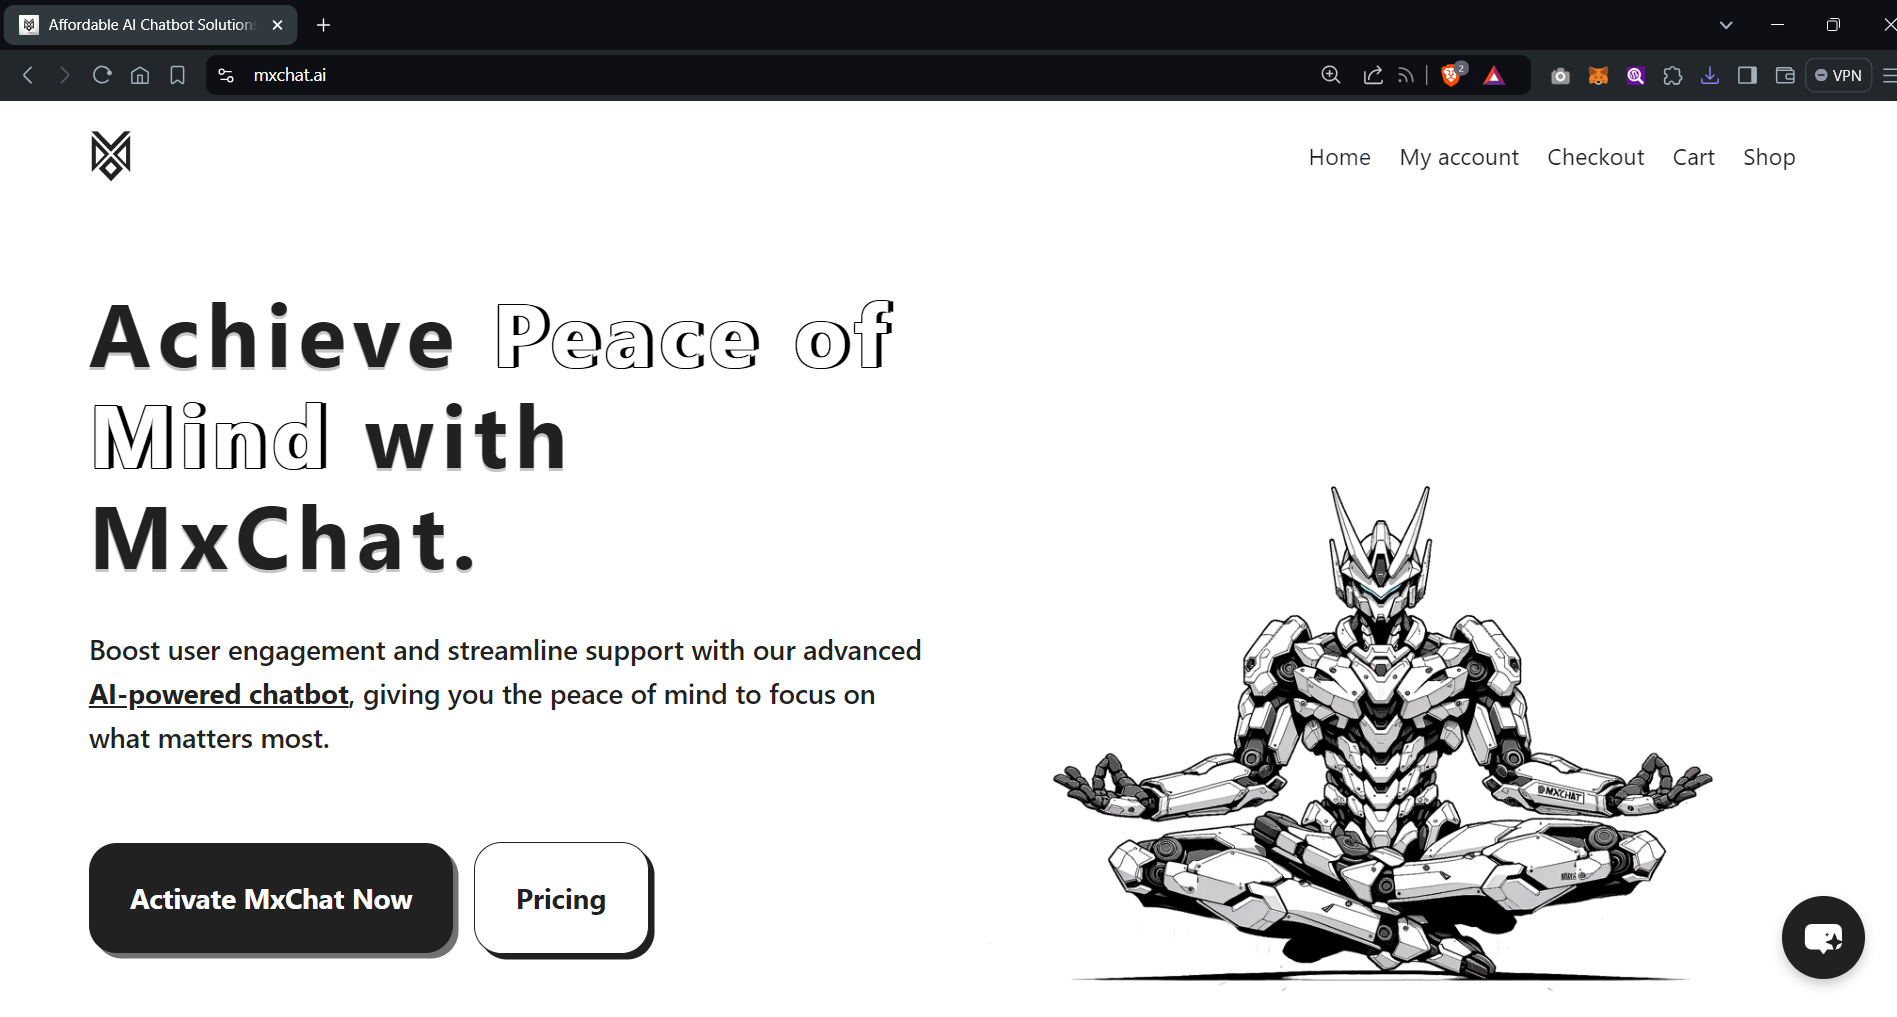 Affordable AI Chatbot Solution
mxchat.ai
2
VPN
Home
My account
Checkout
Cart
Shop
Achieve Peace of
Mind with
MxChat.
Boost user engagement and streamline support with our advanced
AI-powered chatbot, giving you the peace of mind to focus on
what matters most.
Activate MxChat Now
Pricing
MXCHAT